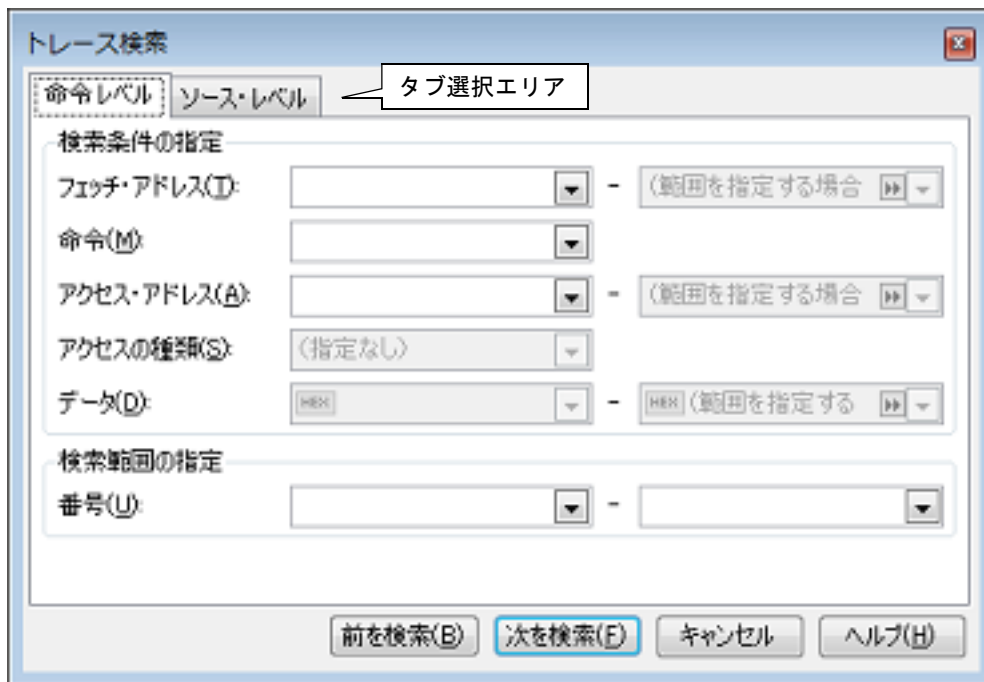 トレース検索
命令レベル ソース・レベル タブ選択エリア
検索条件の指定
フェッチ・アドレス(T): - (範囲を指定する場合
命令(M):
アクセス・アドレス(A): - (範囲を指定する場合
アクセスの種類(S): (指定なし)
データ(D): HEX - HEX (範囲を指定する
検索範囲の指定
番号(U): -
前を検索(B) 次を検索(F) キャンセル ヘルプ(H)